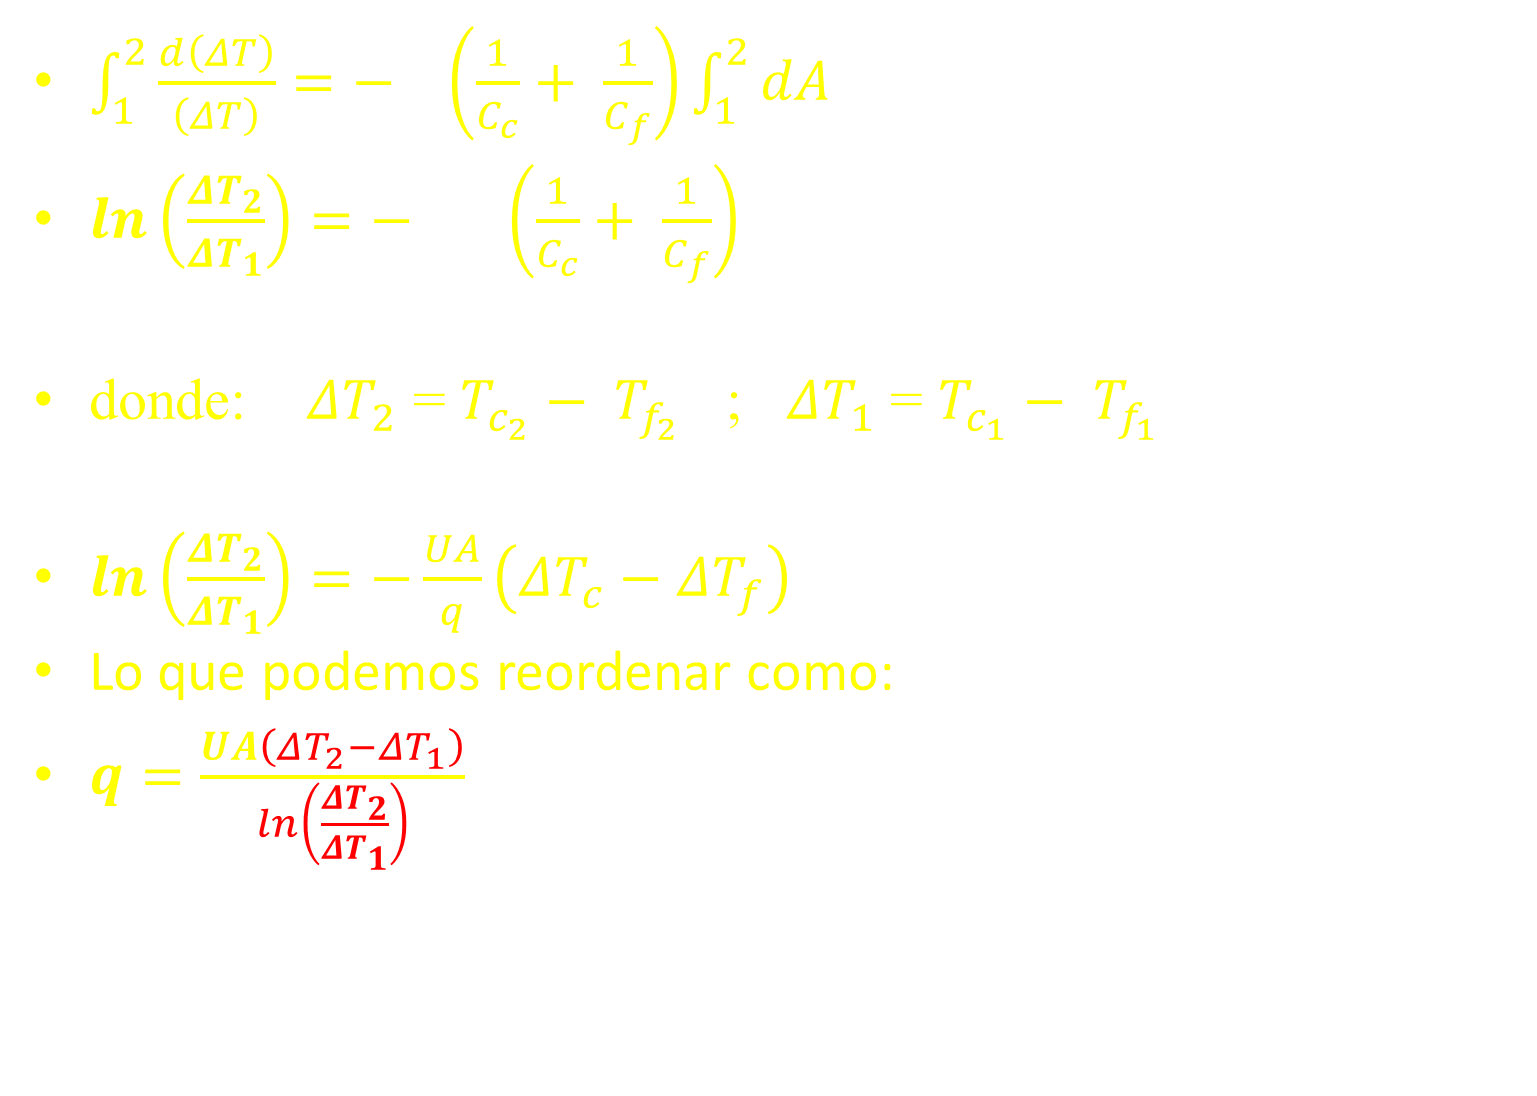 • ∫₁² d(ΔT)/(ΔT) = − (1/C_c + 1/C_f) ∫₁² dA
• ln(ΔT₂/ΔT₁) = − (1/C_c + 1/C_f)
• donde: ΔT₂ = T_c₂ − T_f₂ ; ΔT₁ = T_c₁ − T_f₁
• ln(ΔT₂/ΔT₁) = − UA/q (ΔT_c − ΔT_f)
• Lo que podemos reordenar como:
• q = UA(ΔT₂−ΔT₁)/ln(ΔT₂/ΔT₁)